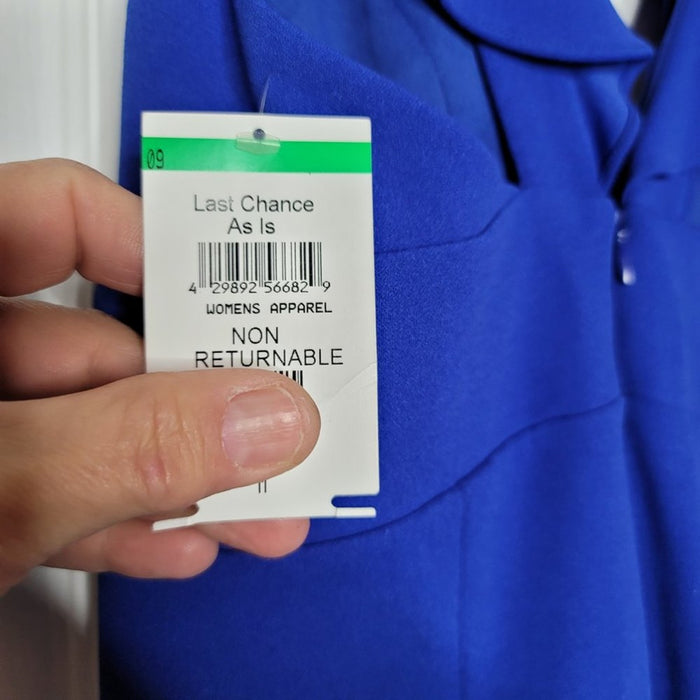 09
Last Chance
As Is
4 29892 56682 9
WOMENS APPAREL
NON
RETURNABLE